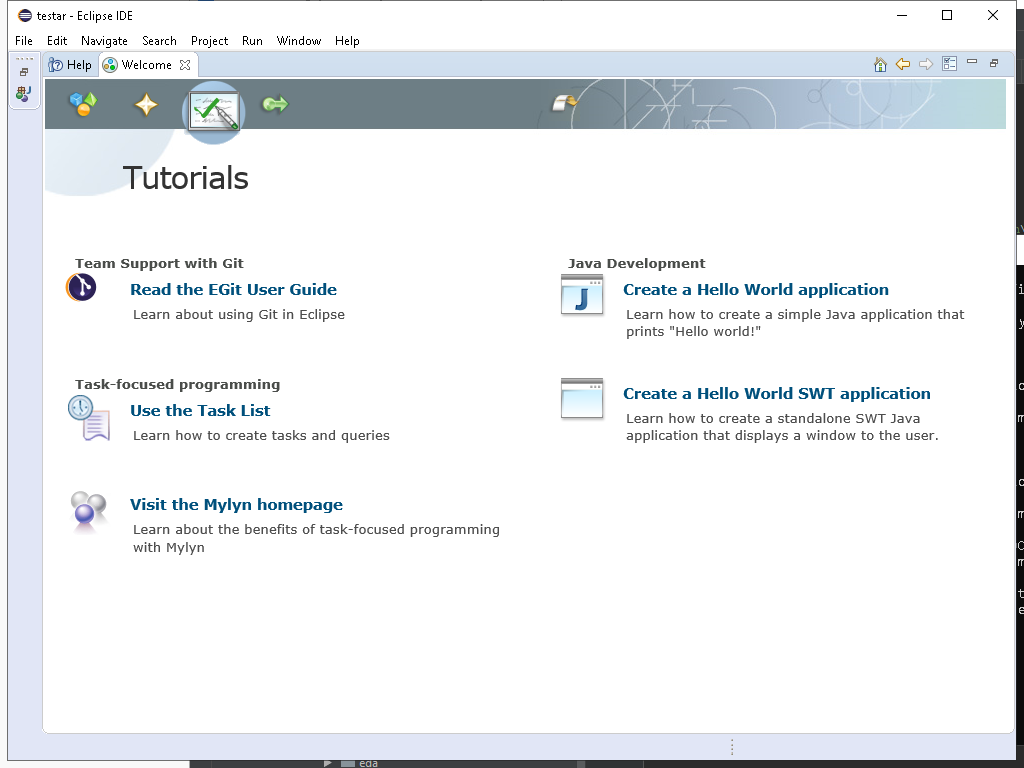 testar - Eclipse IDE
File Edit Navigate Search Project Run Window Help
Help Welcome
Tutorials
Team Support with Git
Read the EGit User Guide
Learn about using Git in Eclipse
Task-focused programming
Use the Task List
Learn how to create tasks and queries
Visit the Mylyn homepage
Learn about the benefits of task-focused programming
with Mylyn
Java Development
J
Create a Hello World application
Learn how to create a simple Java application that
prints "Hello world!"
Create a Hello World SWT application
Learn how to create a standalone SWT Java
application that displays a window to the user.
eda